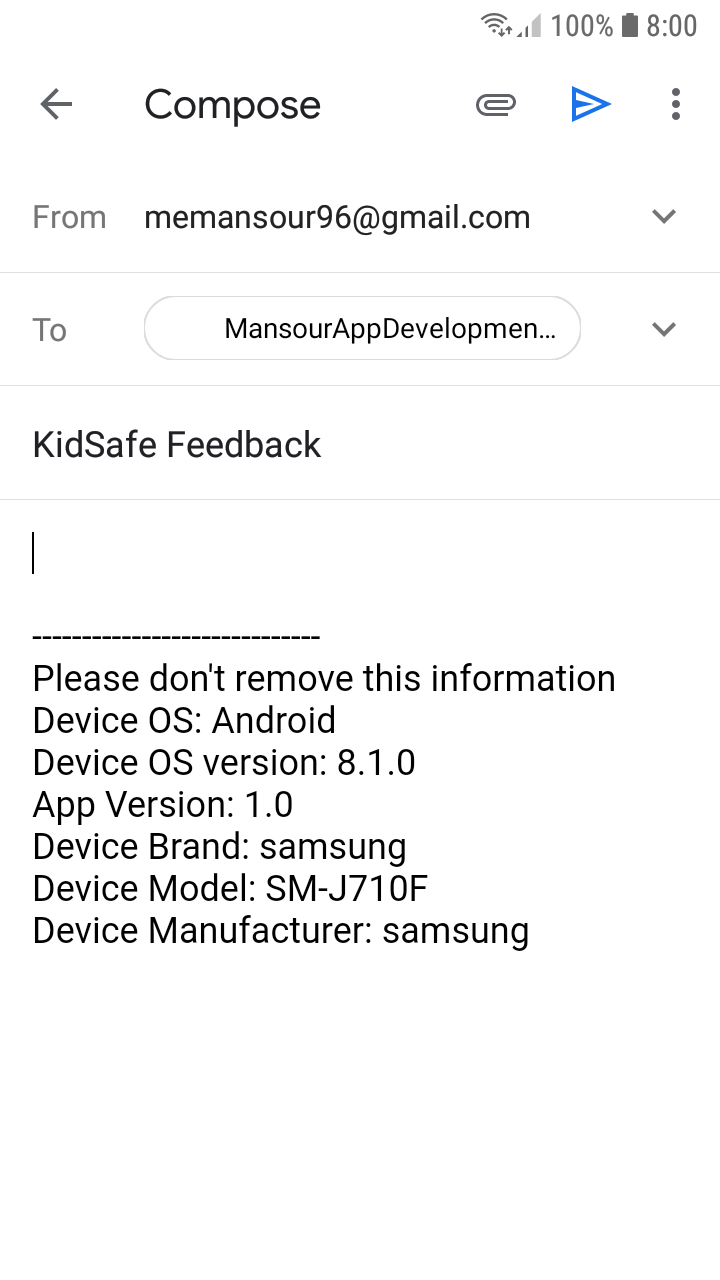 100% 8:00
Compose
From memansour96@gmail.com
To MansourAppDevelopmen...
KidSafe Feedback
-----------------------------
Please don't remove this information
Device OS: Android
Device OS version: 8.1.0
App Version: 1.0
Device Brand: samsung
Device Model: SM-J710F
Device Manufacturer: samsung